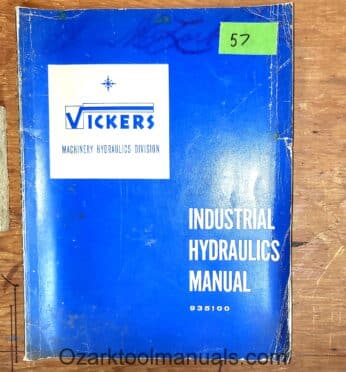 57
VICKERS
MACHINERY HYDRAULICS DIVISION
INDUSTRIAL
HYDRAULICS
MANUAL
935100
Ozarktoolmanuals.com